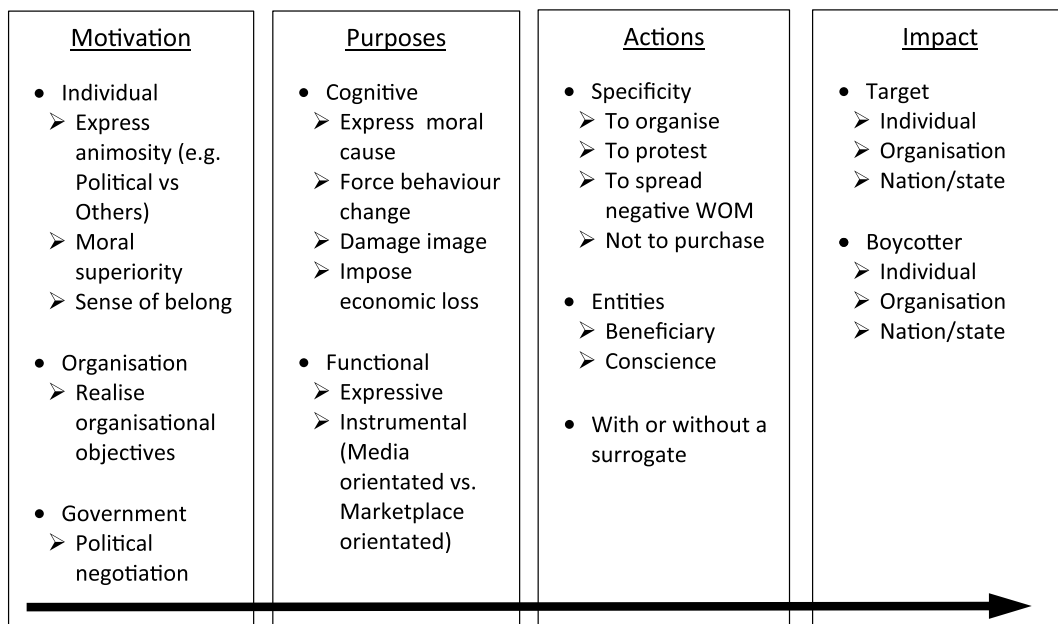 Motivation
• Individual
➢ Express
animosity (e.g.
Political vs
Others)
➢ Moral
superiority
➢ Sense of belong
• Organisation
➢ Realise
organisational
objectives
• Government
➢ Political
negotiation
Purposes
• Cognitive
➢ Express moral
cause
➢ Force behaviour
change
➢ Damage image
➢ Impose
economic loss
• Functional
➢ Expressive
➢ Instrumental
(Media
orientated vs.
Marketplace
orientated)
Actions
• Specificity
➢ To organise
➢ To protest
➢ To spread
negative WOM
➢ Not to purchase
• Entities
➢ Beneficiary
➢ Conscience
• With or without a
surrogate
Impact
• Target
➢ Individual
➢ Organisation
➢ Nation/state
• Boycotter
➢ Individual
➢ Organisation
➢ Nation/state